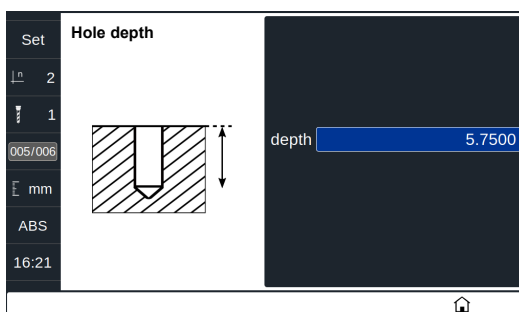 Set
Hole depth
n 2
1
005/006
mm
ABS
16:21
depth 5.7500